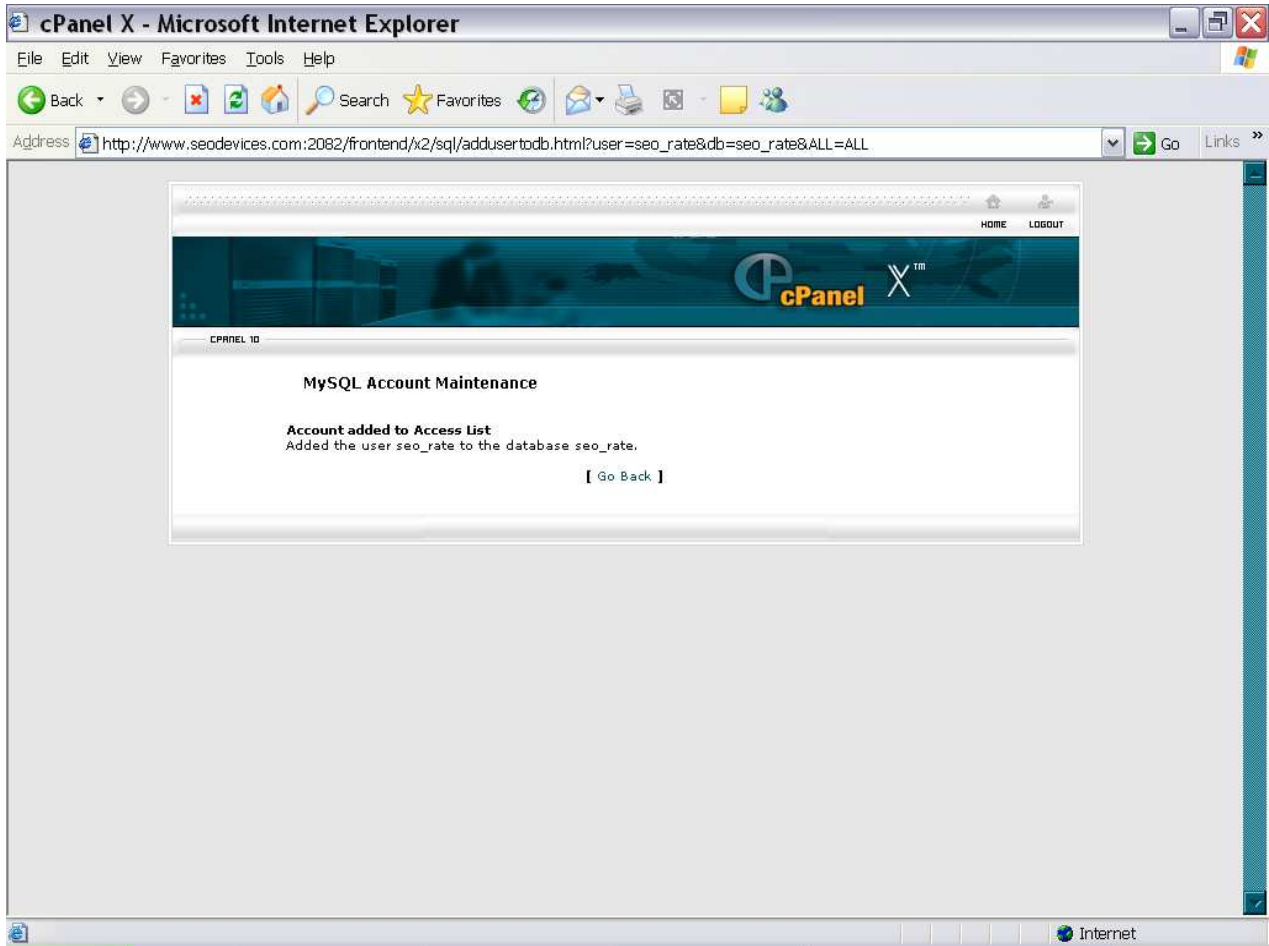 cPanel X - Microsoft Internet Explorer
File Edit View Favorites Tools Help
Back Search Favorites
Address http://www.seodevices.com:2082/frontend/x2/sql/addusertodb.html?user=seo_rate&db=seo_rate&ALL=ALL Go Links »
HOME LOGOUT
cPanel X™
CPANEL 10
MySQL Account Maintenance
Account added to Access List
Added the user seo_rate to the database seo_rate.
[ Go Back ]
Internet